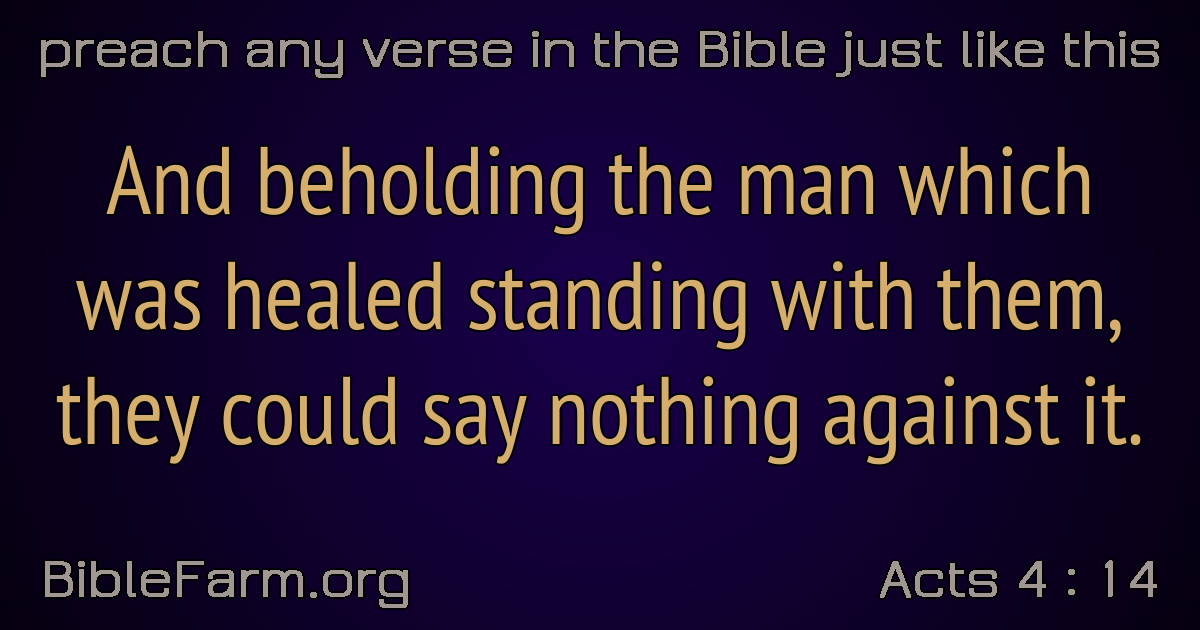 preach any verse in the Bible just like this
And beholding the man which
was healed standing with them,
they could say nothing against it.
BibleFarm.org
Acts 4 : 14